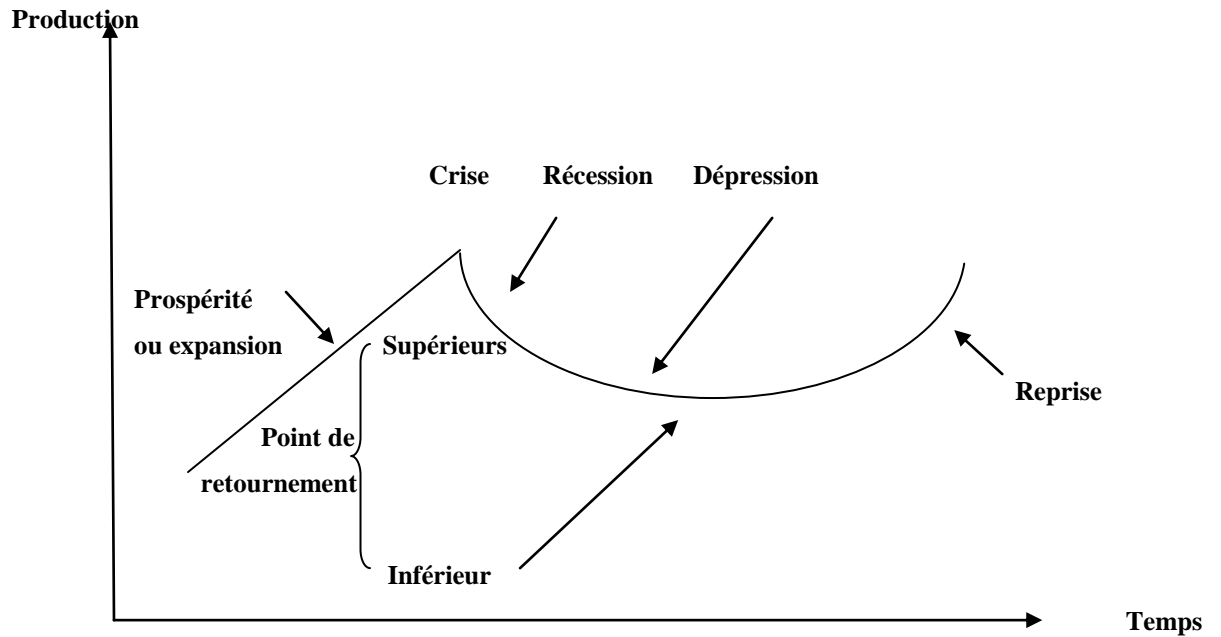 Production
Crise Récession Dépression
Prospérité
ou expansion
Supérieurs
Reprise
Point de
retournement
Inférieur
Temps